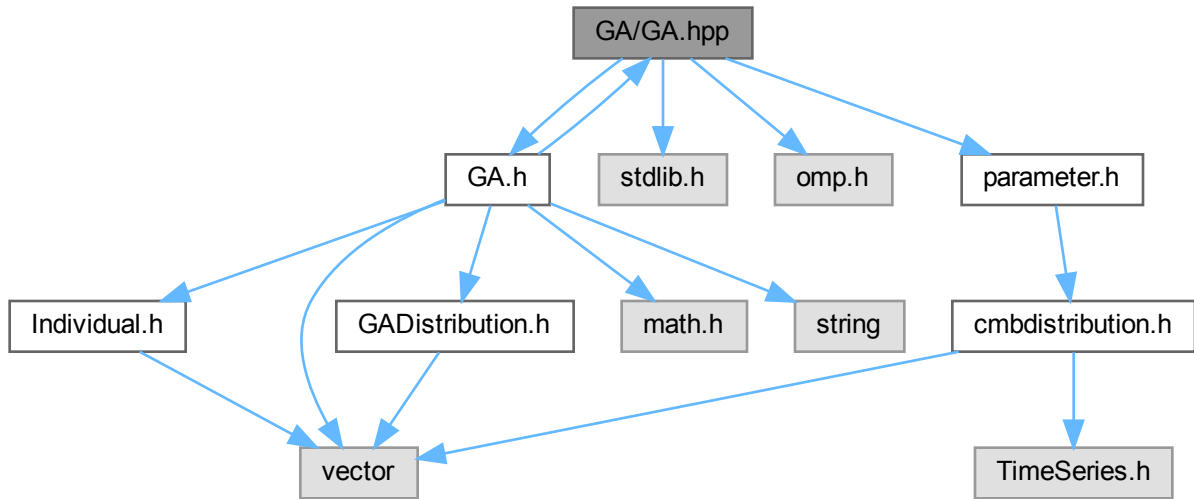 GA/GA.hpp
GA.h
stdlib.h
omp.h
parameter.h
Individual.h
GADistribution.h
math.h
string
cmbdistribution.h
vector
TimeSeries.h